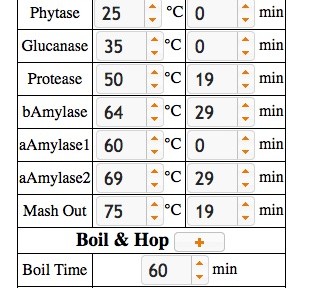 Phytase 25 °C 0 min
Glucanase 35 °C 0 min
Protease 50 °C 19 min
bAmylase 64 °C 29 min
aAmylase1 60 °C 0 min
aAmylase2 69 °C 29 min
Mash Out 75 °C 19 min
Boil & Hop +
Boil Time 60 min